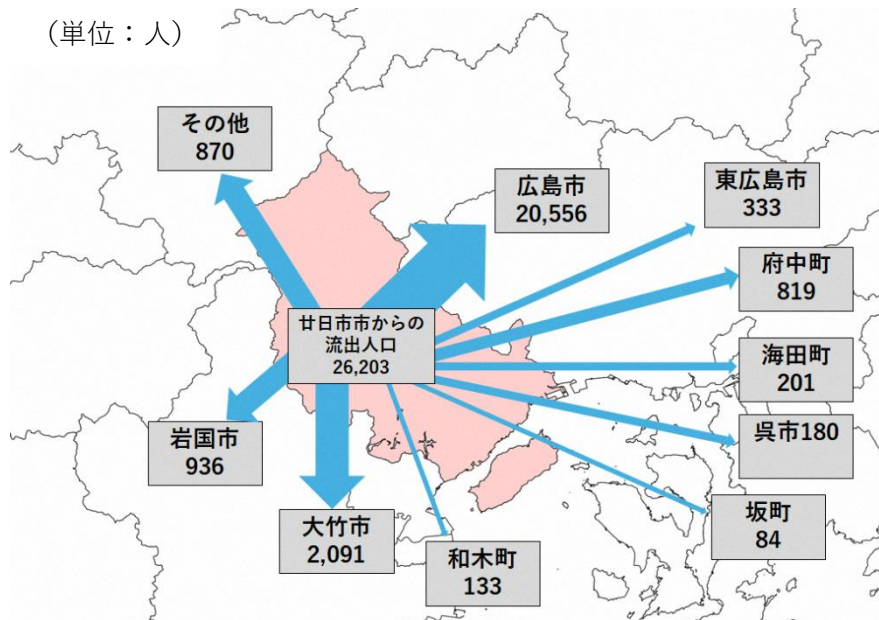 （単位：人）
その他
870
広島市
20,556
東広島市
333
府中町
819
廿日市市からの
流出人口
26,203
海田町
201
岩国市
936
呉市180
大竹市
2,091
坂町
84
和木町
133